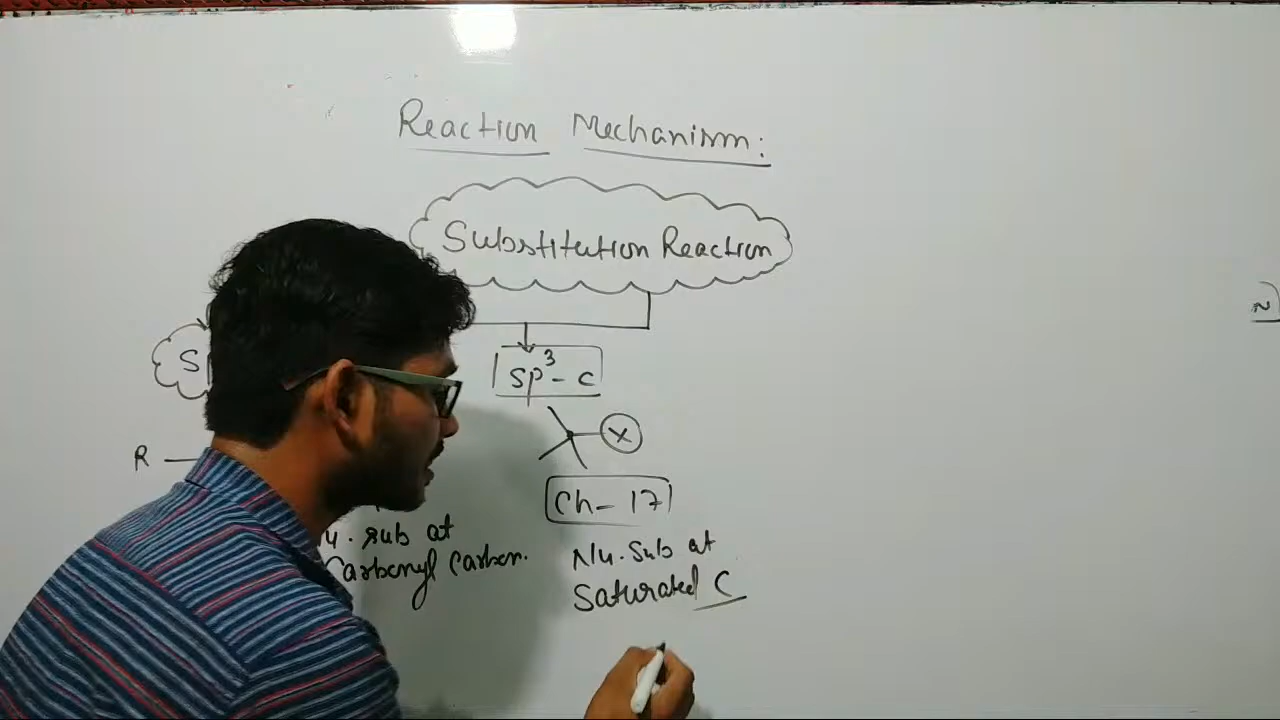 Reaction Mechanism:
Substitution Reaction
S
sp³-c
X
R —
Ch-17
u. sub at
Carbonyl Carbon.
Nu. Sub at
Saturated C